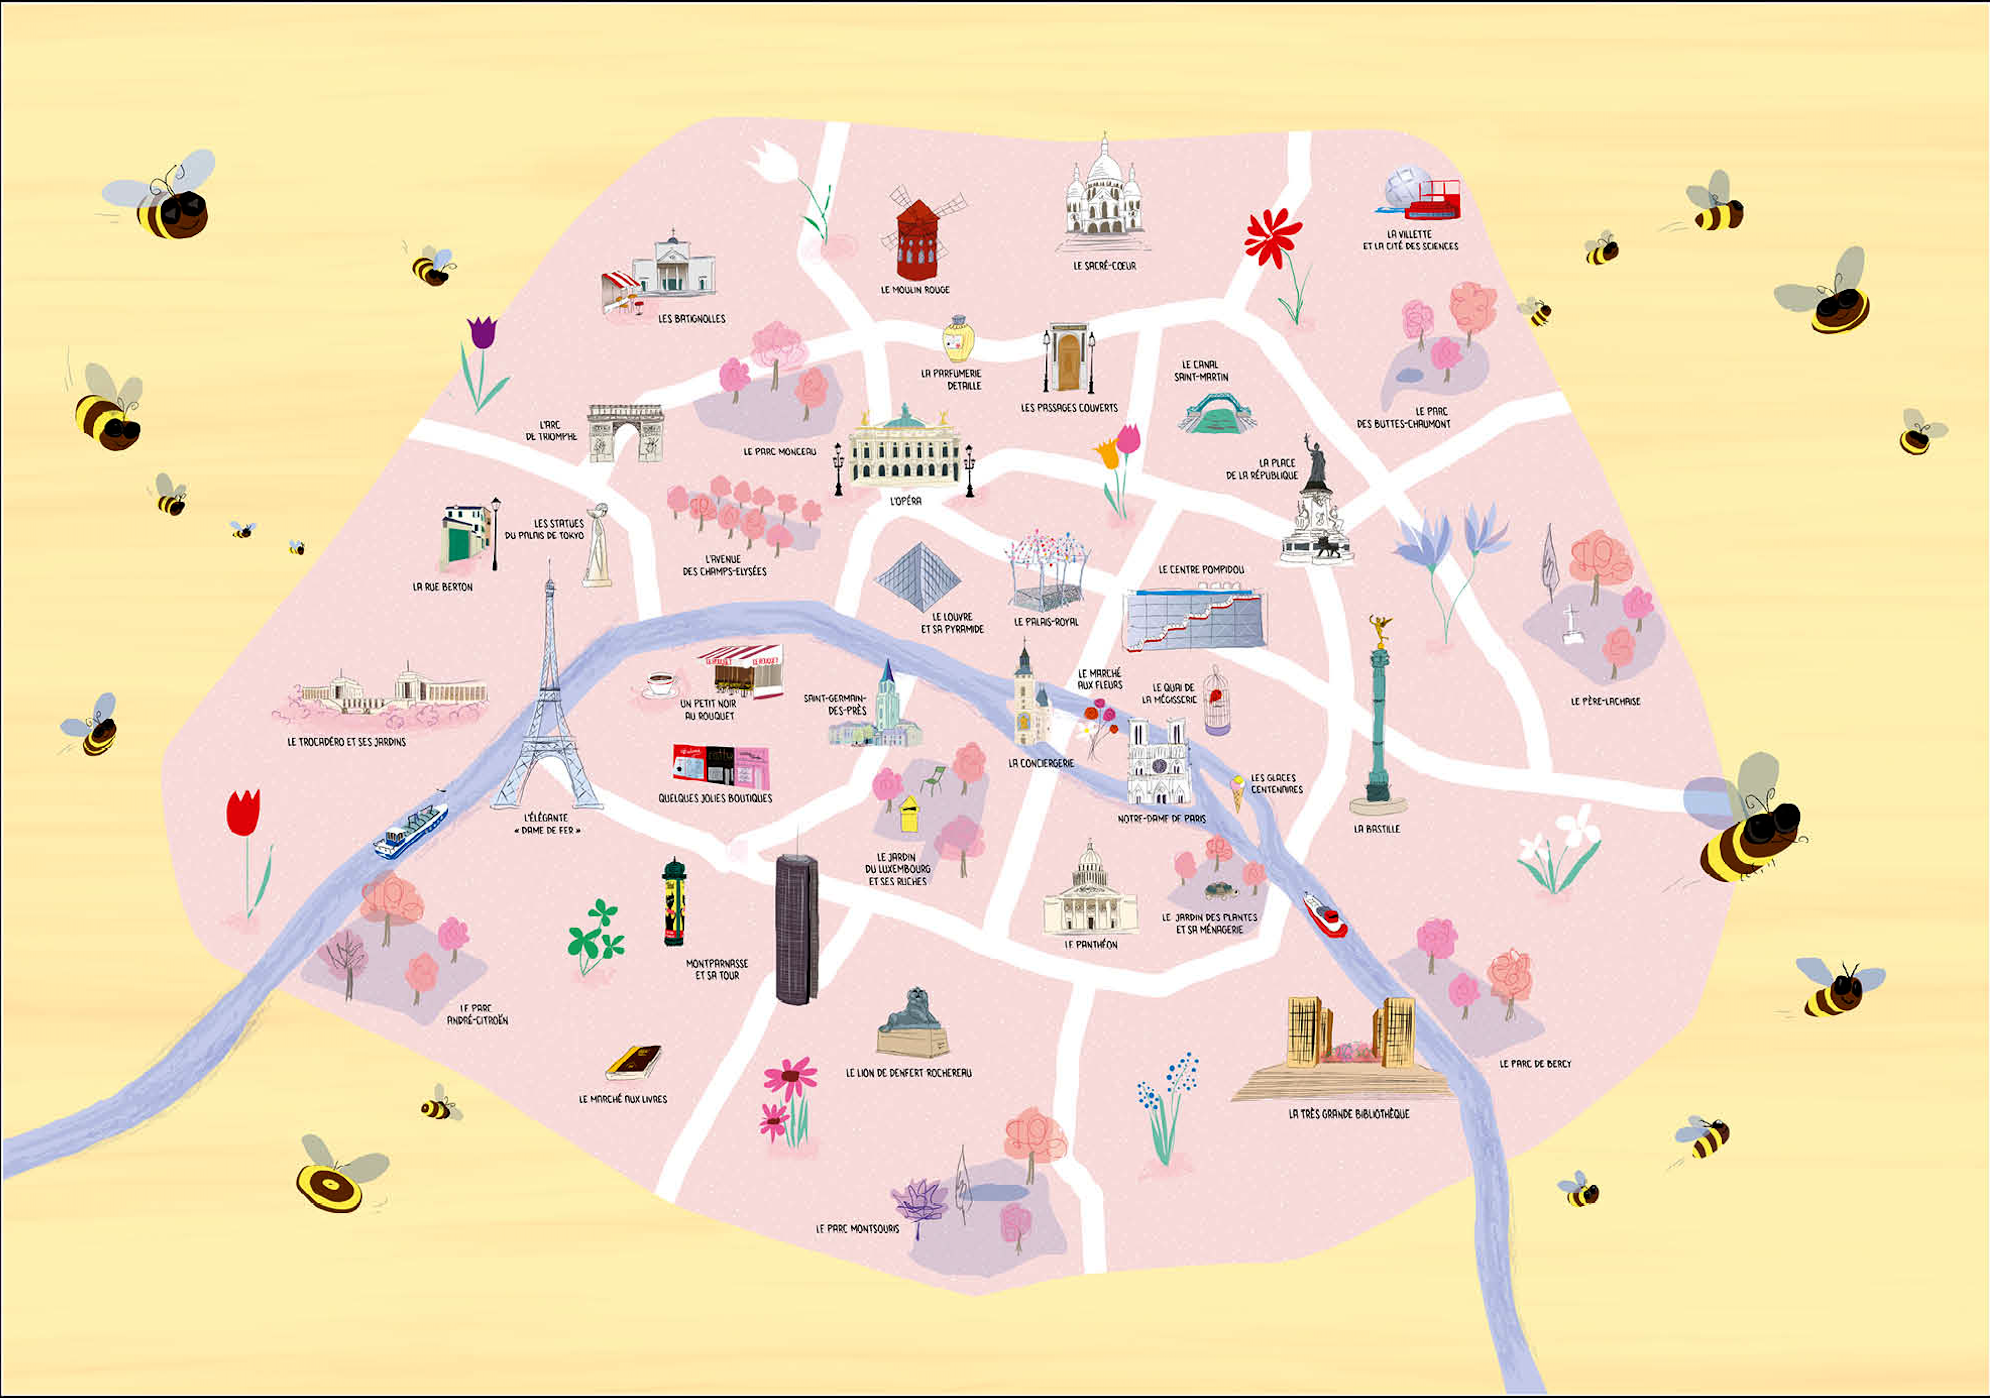 LA VILLETTE
ET LA CITÉ DES SCIENCES
LE SACRÉ-CŒUR
LE MOULIN ROUGE
LES BATIGNOLLES
LA PARFUMERIE
DETAILLE
LES PASSAGES COUVERTS
LE CANAL
SAINT-MARTIN
LE PARC
DES BUTTES-CHAUMONT
L'ARC
DE TRIOMPHE
LE PARC MONCEAU
L'OPÉRA
LA PLACE
DE LA RÉPUBLIQUE
LES STATUES
DU PALAIS DE TOKYO
LA RUE BERTON
L'AVENUE
DES CHAMPS-ELYSÉES
LE LOUVRE
ET SA PYRAMIDE
LE PALAIS-ROYAL
LE CENTRE POMPIDOU
LE PÈRE-LACHAISE
LE TROCADÉRO ET SES JARDINS
LE ROUQUET
LE ROUQUET
UN PETIT NOIR
AU ROUQUET
SAINT-GERMAIN-
DES-PRÈS
LE MARCHÉ
AUX FLEURS
LE QUAI DE
LA MÉGISSERIE
LA CONCIERGERIE
QUELQUES JOLIES BOUTIQUES
LES GLACES
CENTENAIRES
NOTRE-DAME DE PARIS
L'ÉLÉGANTE
« DAME DE FER »
LA BASTILLE
LE JARDIN
DU LUXEMBOURG
ET SES RUCHES
LE PANTHÉON
LE JARDIN DES PLANTES
ET SA MÉNAGERIE
MONTPARNASSE
ET SA TOUR
LE PARC
ANDRÉ-CITROËN
LE LION DE DENFERT ROCHEREAU
LE MARCHÉ AUX LIVRES
LE PARC DE BERCY
LA TRÈS GRANDE BIBLIOTHÈQUE
LE PARC MONTSOURIS